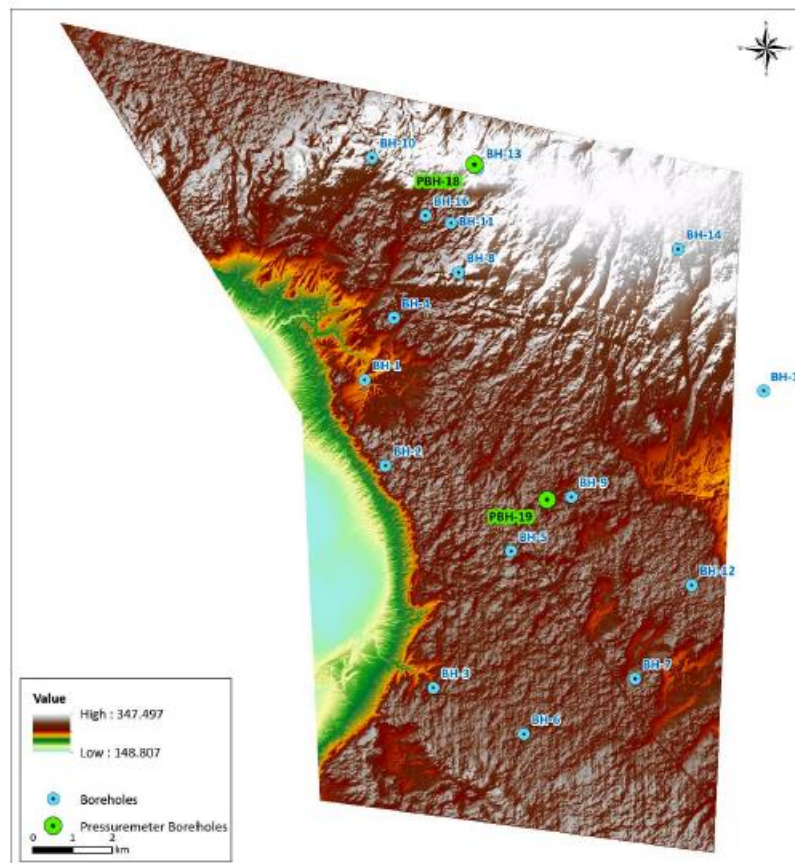 BH-10
BH-13
PBH-18
BH-16
BH-11
BH-14
BH-8
BH-4
BH-1
BH-2
BH-9
PBH-19
BH-5
BH-12
BH-7
BH-3
BH-6
Value
High : 347.497
Low : 148.807
Boreholes
Pressuremeter Boreholes
0 1 2
km